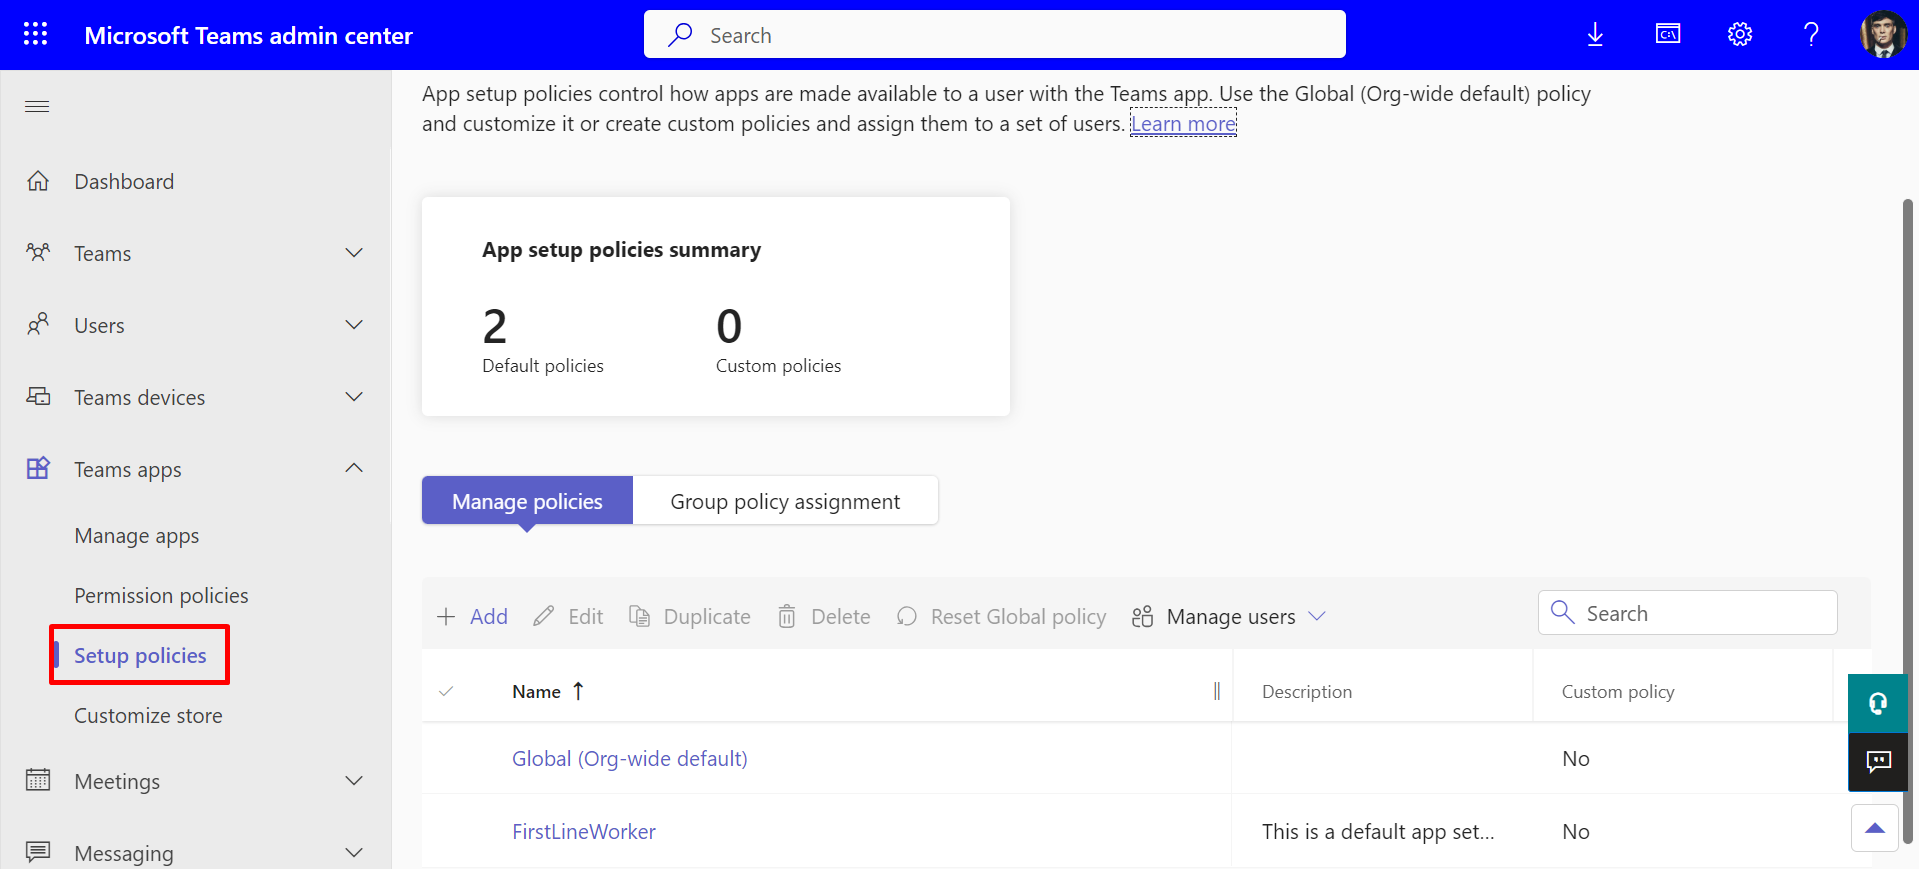 Microsoft Teams admin center
Search
C:\
?
App setup policies control how apps are made available to a user with the Teams app. Use the Global (Org-wide default) policy
and customize it or create custom policies and assign them to a set of users. Learn more
Dashboard
Teams
Users
Teams devices
Teams apps
Manage apps
Permission policies
Setup policies
Customize store
Meetings
Messaging
App setup policies summary
2
0
Default policies
Custom policies
Manage policies
Group policy assignment
Add
Edit
Duplicate
Delete
Reset Global policy
Manage users
Search
Name ↑
Description
Custom policy
Global (Org-wide default)
No
FirstLineWorker
This is a default app set...
No